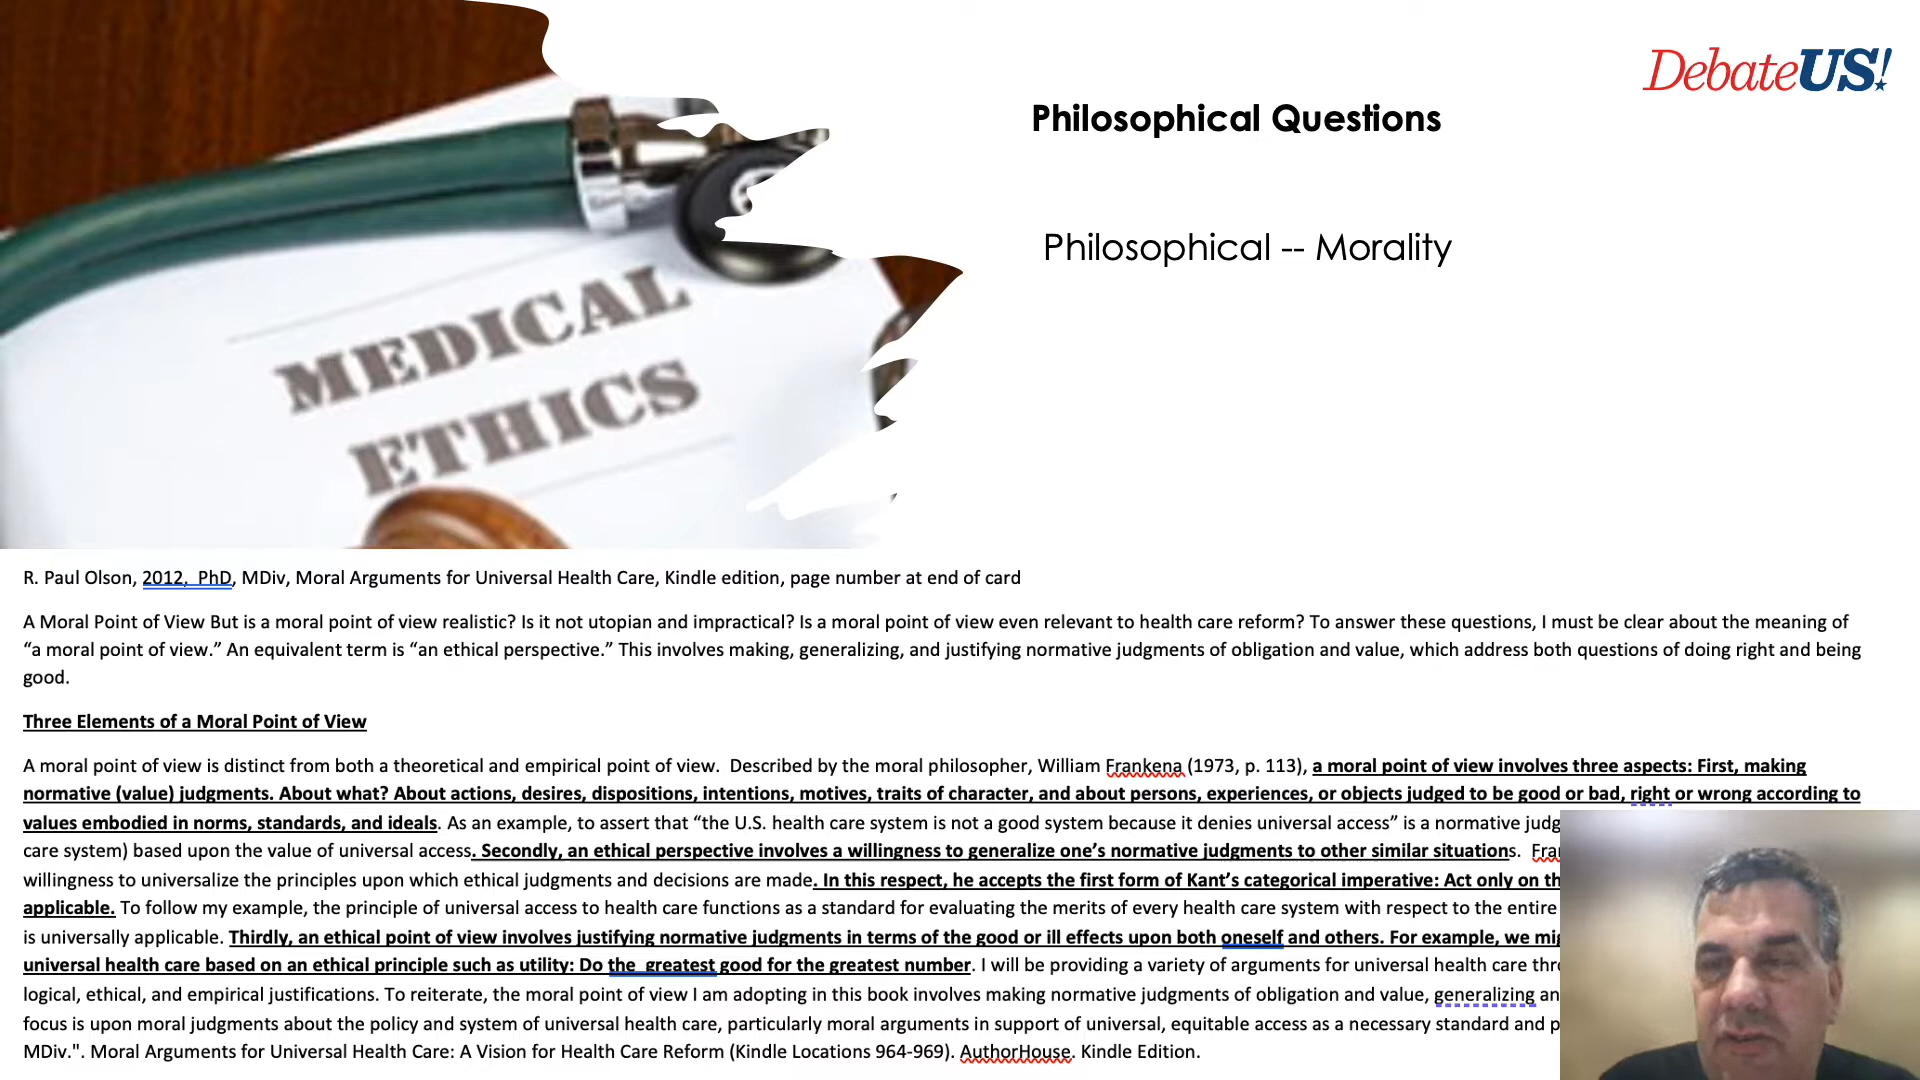 DebateUS!
Philosophical Questions
Philosophical -- Morality
MEDICAL
ETHICS
R. Paul Olson, 2012,  PhD, MDiv, Moral Arguments for Universal Health Care, Kindle edition, page number at end of card
A Moral Point of View But is a moral point of view realistic? Is it not utopian and impractical? Is a moral point of view even relevant to health care reform? To answer these questions, I must be clear about the meaning of
“a moral point of view.” An equivalent term is “an ethical perspective.” This involves making, generalizing, and justifying normative judgments of obligation and value, which address both questions of doing right and being
good.
Three Elements of a Moral Point of View
A moral point of view is distinct from both a theoretical and empirical point of view.  Described by the moral philosopher, William Frankena (1973, p. 113), a moral point of view involves three aspects: First, making
normative (value) judgments. About what? About actions, desires, dispositions, intentions, motives, traits of character, and about persons, experiences, or objects judged to be good or bad, right or wrong according to
values embodied in norms, standards, and ideals. As an example, to assert that “the U.S. health care system is not a good system because it denies universal access” is a normative judg
care system) based upon the value of universal access. Secondly, an ethical perspective involves a willingness to generalize one’s normative judgments to other similar situations.  Fra
willingness to universalize the principles upon which ethical judgments and decisions are made. In this respect, he accepts the first form of Kant’s categorical imperative: Act only on th
applicable. To follow my example, the principle of universal access to health care functions as a standard for evaluating the merits of every health care system with respect to the entire
is universally applicable. Thirdly, an ethical point of view involves justifying normative judgments in terms of the good or ill effects upon both oneself and others. For example, we mig
universal health care based on an ethical principle such as utility: Do the  greatest good for the greatest number. I will be providing a variety of arguments for universal health care thr
logical, ethical, and empirical justifications. To reiterate, the moral point of view I am adopting in this book involves making normative judgments of obligation and value, generalizing an
focus is upon moral judgments about the policy and system of universal health care, particularly moral arguments in support of universal, equitable access as a necessary standard and p
MDiv.". Moral Arguments for Universal Health Care: A Vision for Health Care Reform (Kindle Locations 964-969). AuthorHouse. Kindle Edition.